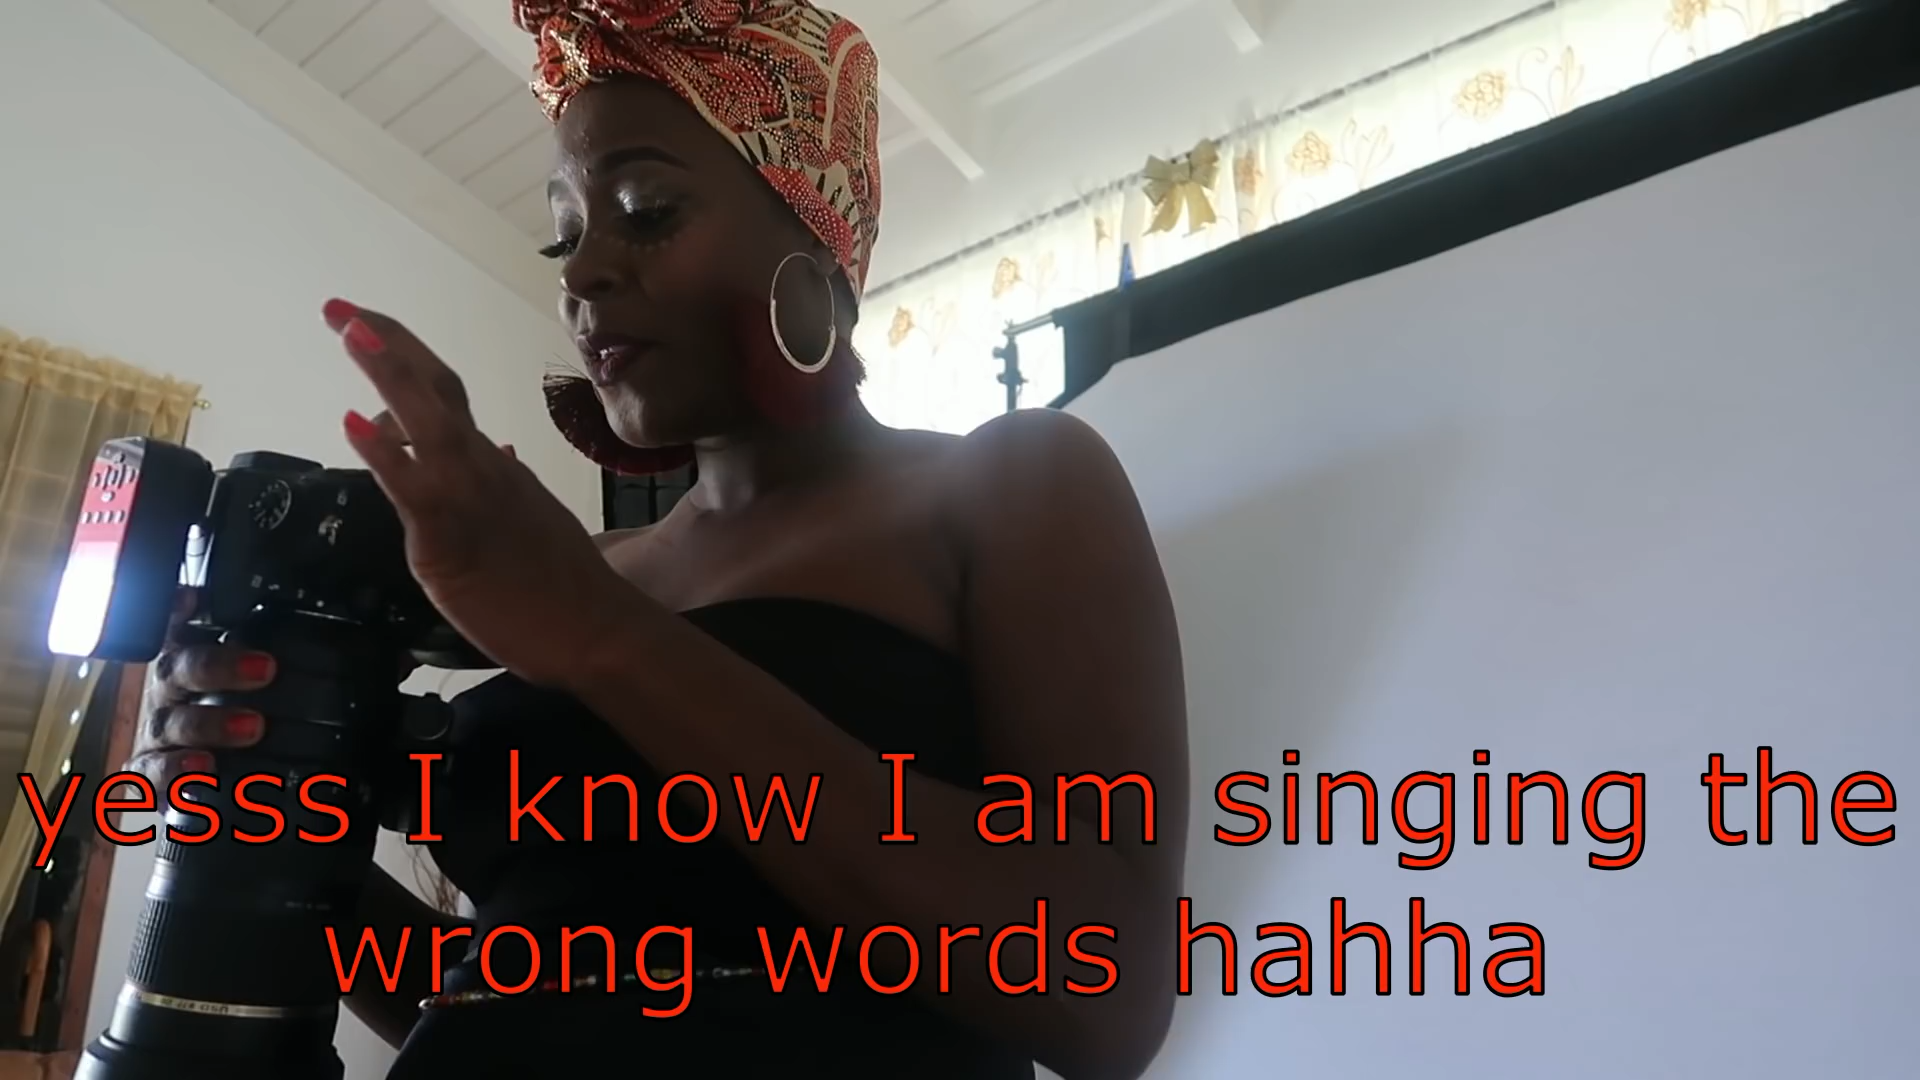 yesss I know I am singing the
wrong words hahha